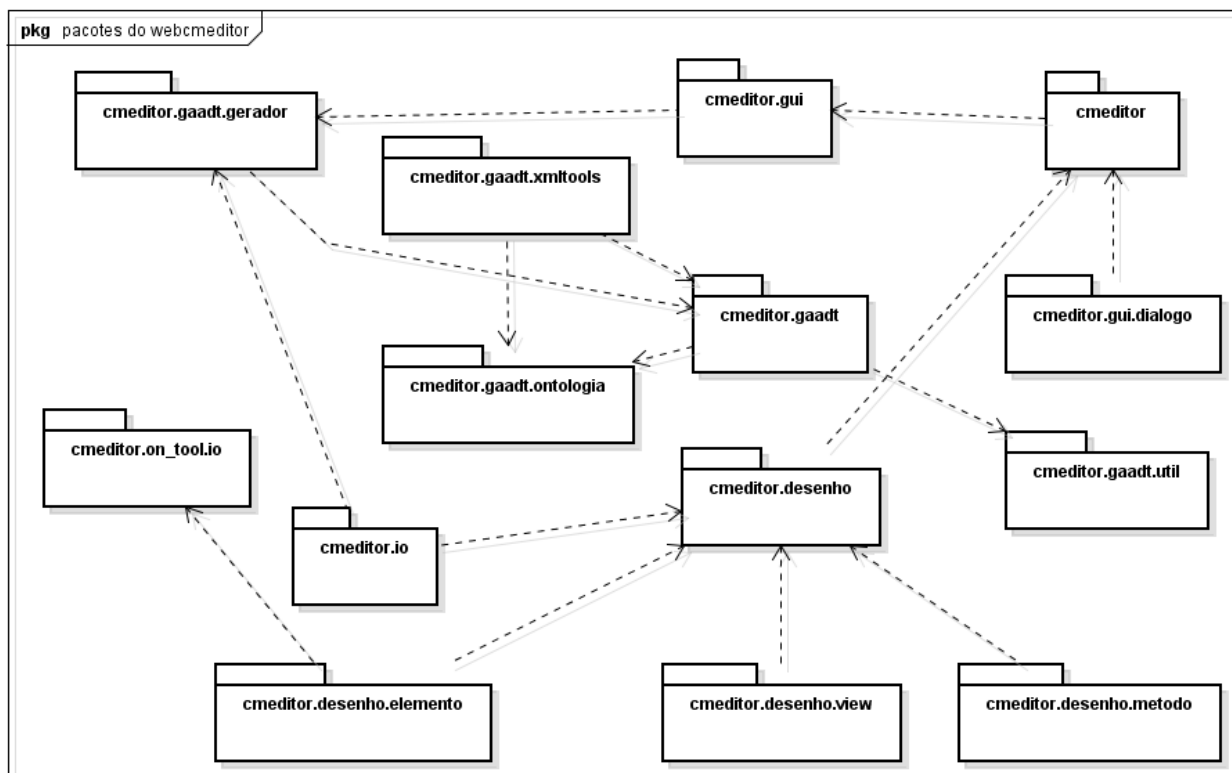 pkg pacotes do webcmeditor
cmeditor.gaadt.gerador
cmeditor.gui
cmeditor
cmeditor.gaadt.xmltools
cmeditor.gaadt
cmeditor.gui.dialogo
cmeditor.gaadt.ontologia
cmeditor.on_tool.io
cmeditor.desenho
cmeditor.gaadt.util
cmeditor.io
cmeditor.desenho.elemento
cmeditor.desenho.view
cmeditor.desenho.metodo